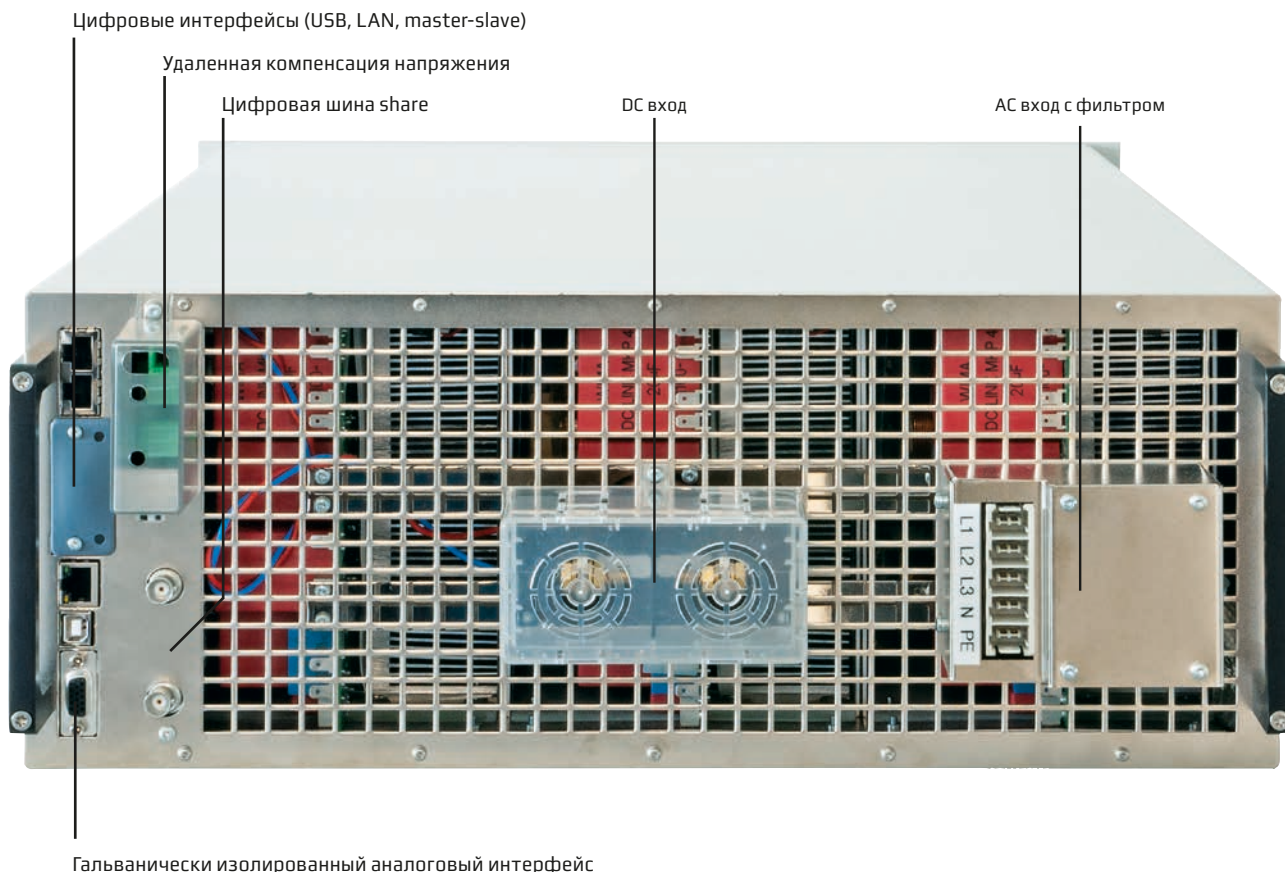 Цифровые интерфейсы (USB, LAN, master-slave)
Удаленная компенсация напряжения
Цифровая шина share
DC вход
AC вход с фильтром
L1 L2 L3 N PE
Гальванически изолированный аналоговый интерфейс